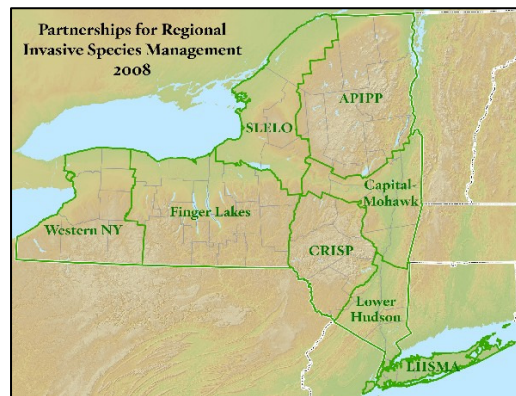 Partnerships for Regional
Invasive Species Management
2008
APIPP
SLELO
Capital-
Mohawk
Western NY
Finger Lakes
CRISP
Lower
Hudson
LIISMA